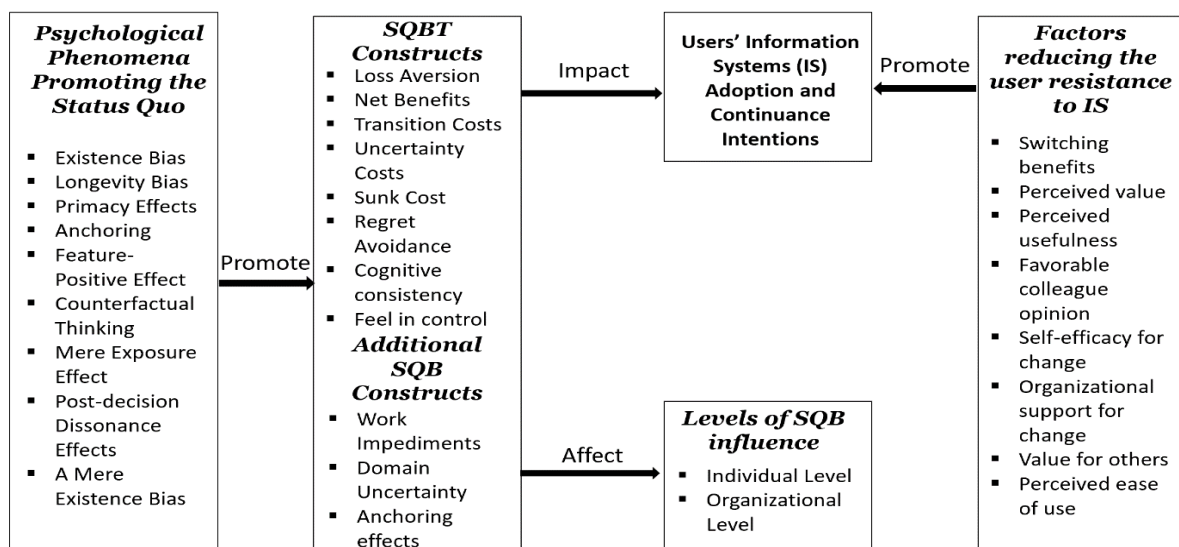 Psychological
Phenomena
Promoting the
Status Quo
▪ Existence Bias
▪ Longevity Bias
▪ Primacy Effects
▪ Anchoring
▪ Feature-
Positive Effect
▪ Counterfactual
Thinking
▪ Mere Exposure
Effect
▪ Post-decision
Dissonance
Effects
▪ A Mere
Existence Bias
Promote
SQBT
Constructs
▪ Loss Aversion
▪ Net Benefits
▪ Transition Costs
▪ Uncertainty
Costs
▪ Sunk Cost
▪ Regret
Avoidance
▪ Cognitive
consistency
▪ Feel in control
Additional
SQB
Constructs
▪ Work
Impediments
▪ Domain
Uncertainty
▪ Anchoring
effects
Impact
Users’ Information
Systems (IS)
Adoption and
Continuance
Intentions
Affect
Levels of SQB
influence
▪ Individual Level
▪ Organizational
Level
Promote
Factors
reducing the
user resistance
to IS
▪ Switching
benefits
▪ Perceived value
▪ Perceived
usefulness
▪ Favorable
colleague
opinion
▪ Self-efficacy for
change
▪ Organizational
support for
change
▪ Value for others
▪ Perceived ease
of use